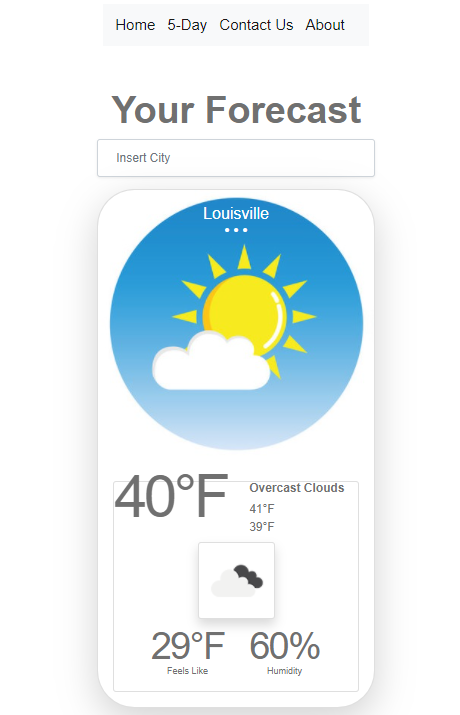 Home 5-Day Contact Us About
Your Forecast
Insert City
Louisville
40°F
Overcast Clouds
41°F
39°F
29°F 60%
Feels Like Humidity